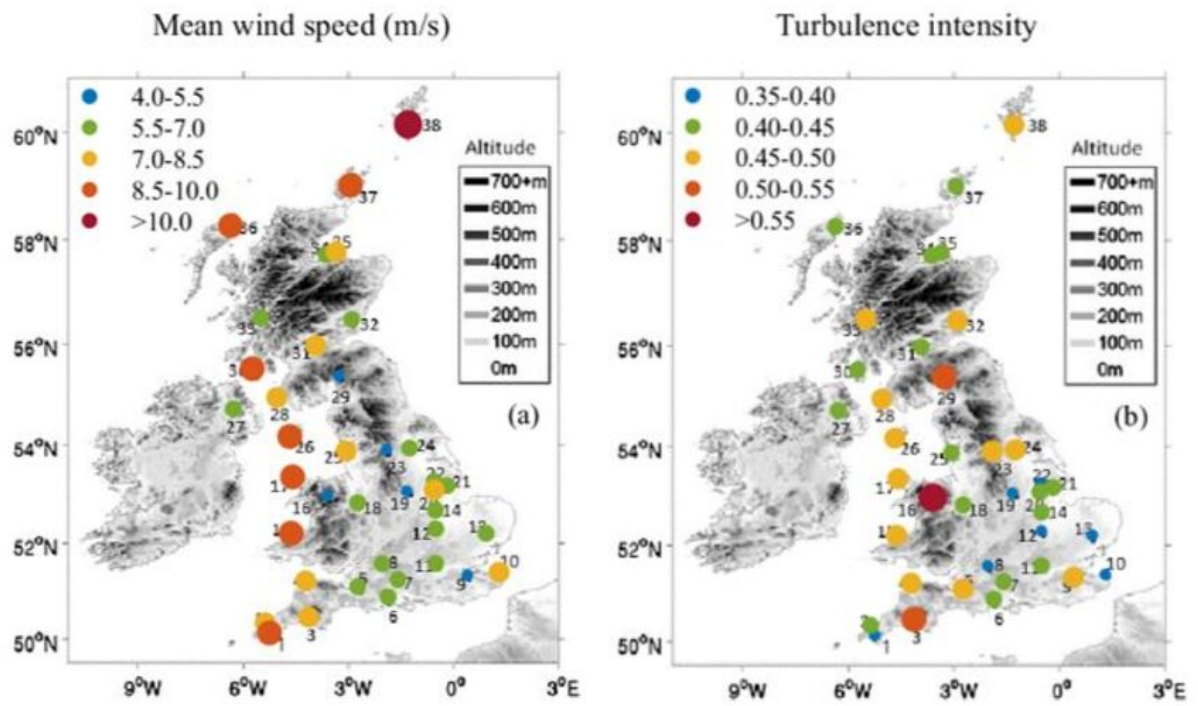 Mean wind speed (m/s)
4.0-5.5
5.5-7.0
7.0-8.5
8.5-10.0
>10.0
Altitude
700+m
600m
500m
400m
300m
200m
100m
0m
(a)
60°N
58°N
56°N
54°N
52°N
50°N
9°W 6°W 3°W 0° 3°E
38
37
36
35
32
31
29
28
27
26
25
24
23
22
21
19
18
16
14
12
11
10
9
8
7
6
5
3
1
Turbulence intensity
0.35-0.40
0.40-0.45
0.45-0.50
0.50-0.55
>0.55
Altitude
700+m
600m
500m
400m
300m
200m
100m
0m
(b)
60°N
58°N
56°N
54°N
52°N
50°N
9°W 6°W 3°W 0° 3°E
38
37
36
35
32
31
30
29
28
27
26
25
24
23
22
21
19
18
16
14
13
12
11
10
9
8
7
6
3
2
1